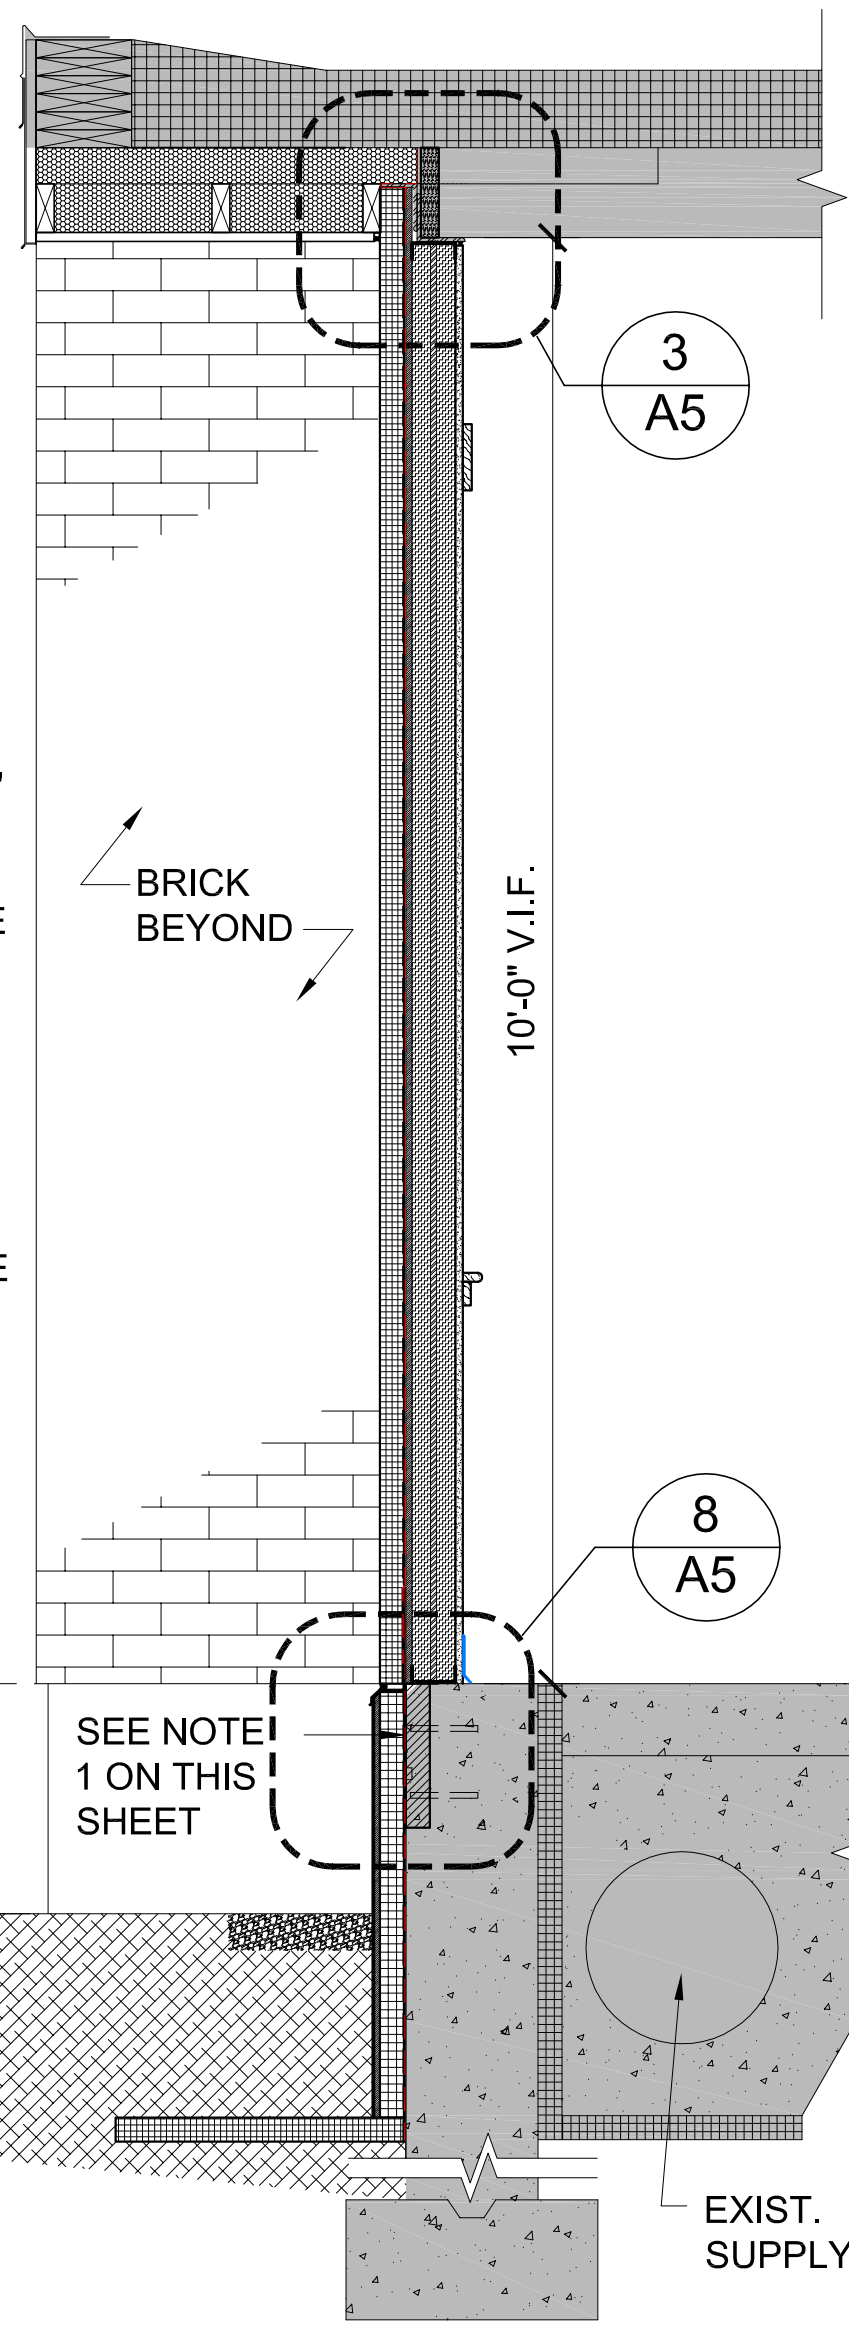 3
A5
,
BRICK
BEYOND
E
10'-0" V.I.F.
E
8
A5
SEE NOTE
1 ON THIS
SHEET
EXIST.
SUPPLY